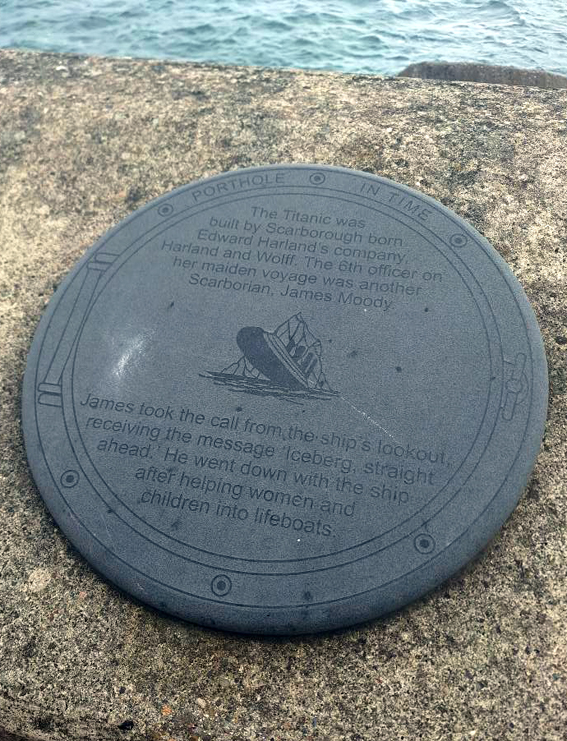 PORTHOLE IN TIME
The Titanic was
built by Scarborough born
Edward Harland's company,
Harland and Wolff. The 6th officer on
her maiden voyage was another
Scarborian, James Moody.
James took the call from the ship's lookout,
receiving the message 'Iceberg, straight
ahead.' He went down with the ship
after helping women and
children into lifeboats.